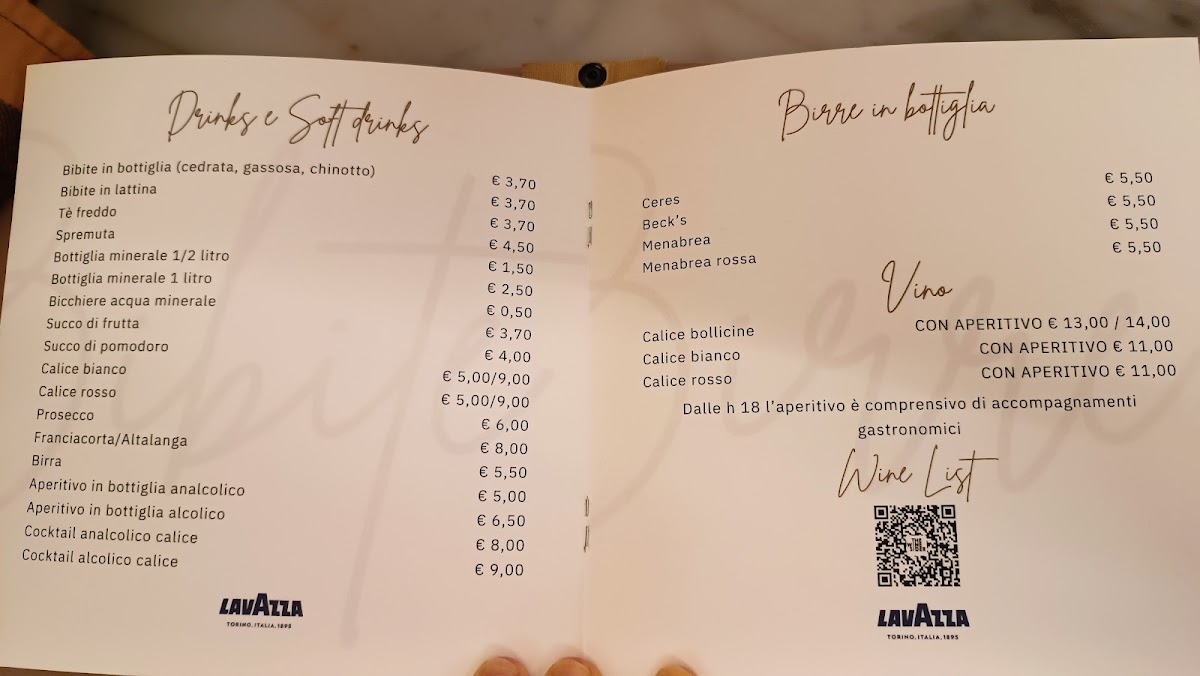 Drinks e Soft drinks
Bibite in bottiglia (cedrata, gassosa, chinotto) € 3,70
Bibite in lattina € 3,70
Tè freddo € 3,70
Spremuta € 4,50
Bottiglia minerale 1/2 litro € 1,50
Bottiglia minerale 1 litro € 2,50
Bicchiere acqua minerale € 0,50
Succo di frutta € 3,70
Succo di pomodoro € 4,00
Calice bianco € 5,00/9,00
Calice rosso € 5,00/9,00
Prosecco € 6,00
Franciacorta/Altalanga € 8,00
Birra € 5,50
Aperitivo in bottiglia analcolico € 5,00
Aperitivo in bottiglia alcolico € 6,50
Cocktail analcolico calice € 8,00
Cocktail alcolico calice € 9,00
LAVAZZA
TORINO, ITALIA, 1895
Birre in bottiglia
Ceres € 5,50
Beck's € 5,50
Menabrea € 5,50
Menabrea rossa € 5,50
Vino
Calice bollicine CON APERITIVO € 13,00 / 14,00
Calice bianco CON APERITIVO € 11,00
Calice rosso CON APERITIVO € 11,00
Dalle h 18 l'aperitivo è comprensivo di accompagnamenti
gastronomici
Wine List
LAVAZZA
TORINO, ITALIA, 1895